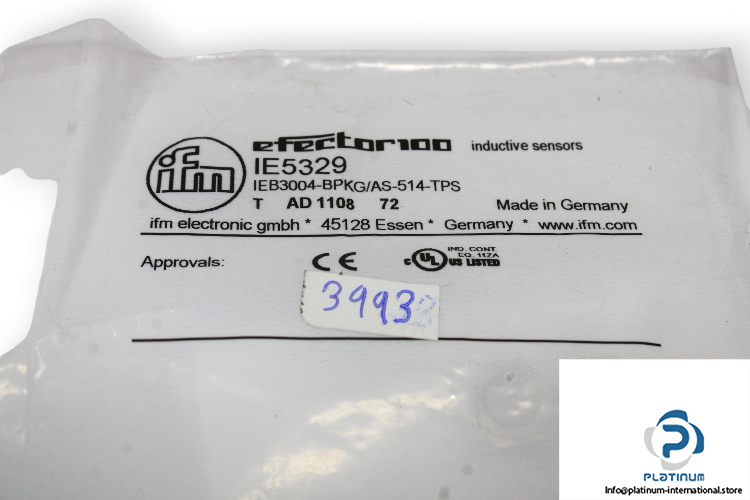 ifm
efector100 inductive sensors
IE5329
IEB3004-BPKG/AS-514-TPS
T AD 1108 72 Made in Germany
ifm electronic gmbh * 45128 Essen * Germany * www.ifm.com
Approvals: CE c UL US LISTED
IND. CONT.
EQ. 117A
3993
PLATINUM
Info@platinum-international.store